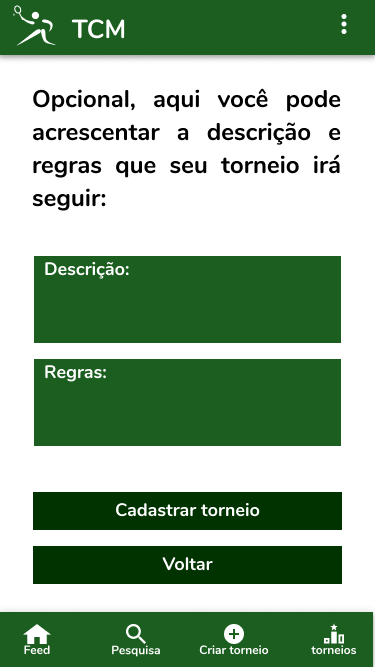 TCM
Opcional, aqui você pode
acrescentar a descrição e
regras que seu torneio irá
seguir:
Descrição:
Regras:
Cadastrar torneio
Voltar
Feed
Pesquisa
Criar torneio
torneios